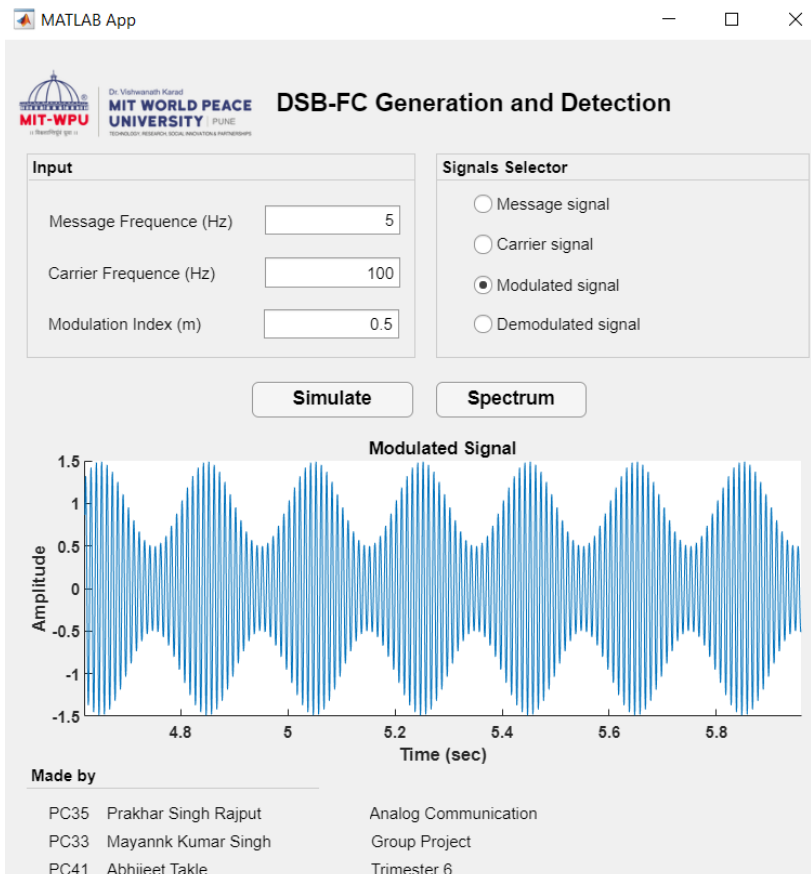 MATLAB App
Dr. Vishwanath Karad
MIT WORLD PEACE
UNIVERSITY | PUNE
TECHNOLOGY, RESEARCH, SOCIAL INNOVATION & PARTNERSHIPS
MIT-WPU
DSB-FC Generation and Detection
Input
Message Frequence (Hz) 5
Carrier Frequence (Hz) 100
Modulation Index (m) 0.5
Signals Selector
Message signal
Carrier signal
Modulated signal
Demodulated signal
Simulate
Spectrum
Modulated Signal
1.5
1
0.5
0
-0.5
-1
-1.5
Amplitude
4.8 5 5.2 5.4 5.6 5.8
Time (sec)
Made by
PC35 Prakhar Singh Rajput Analog Communication
PC33 Mayannk Kumar Singh Group Project
PC41 Abhijeet Takle Trimester 6